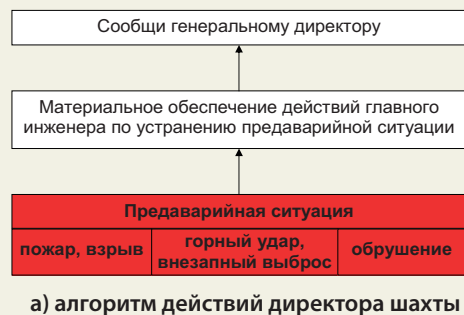 Сообщи генеральному директору
Материальное обеспечение действий главного
инженера по устранению предаварийной ситуации
Предаварийная ситуация
пожар, взрыв
горный удар,
внезапный выброс
обрушение
а) алгоритм действий директора шахты